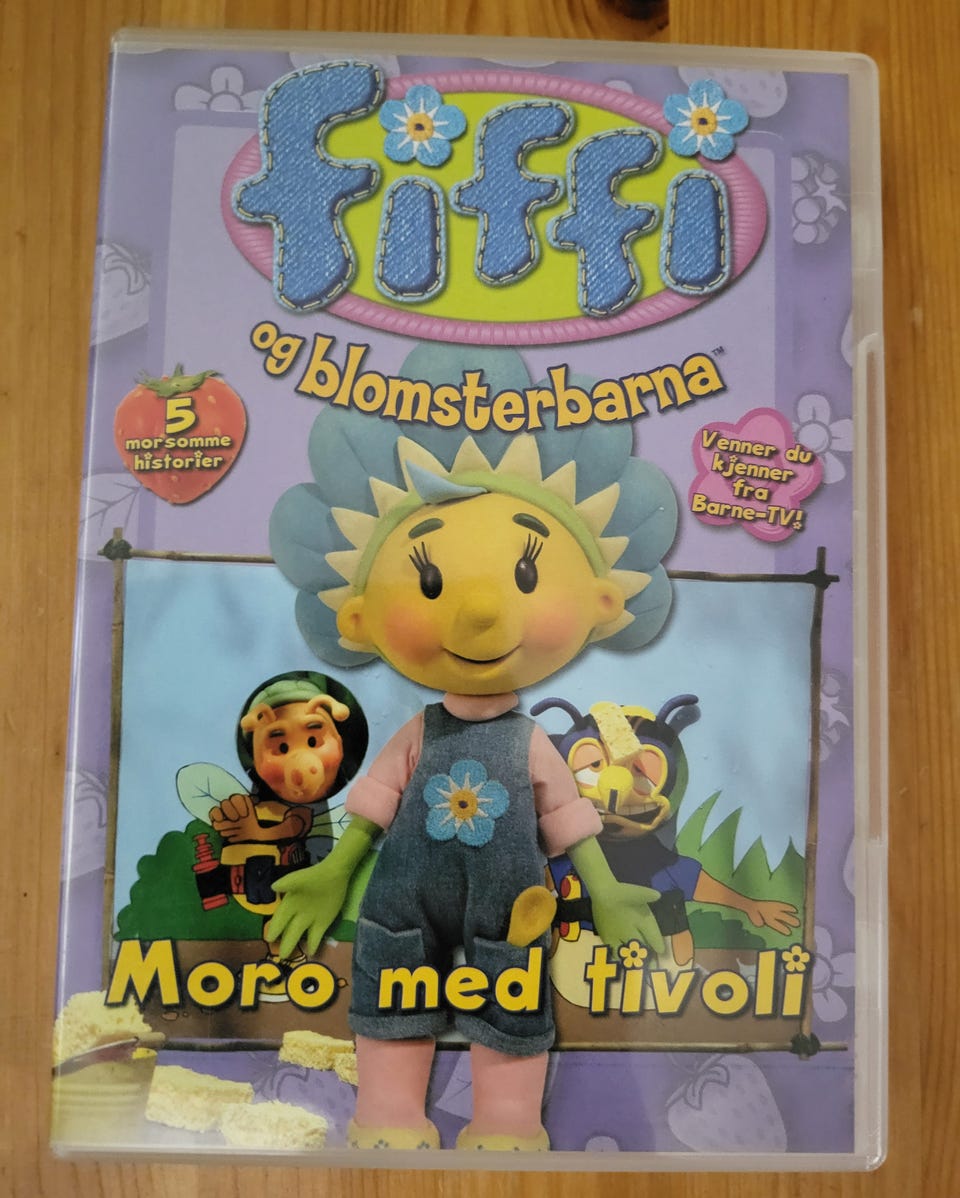 fiffi
og blomsterbarna™
5
morsomme
historier
Venner du
kjenner
fra
Barne-TV!
Moro med tivoli